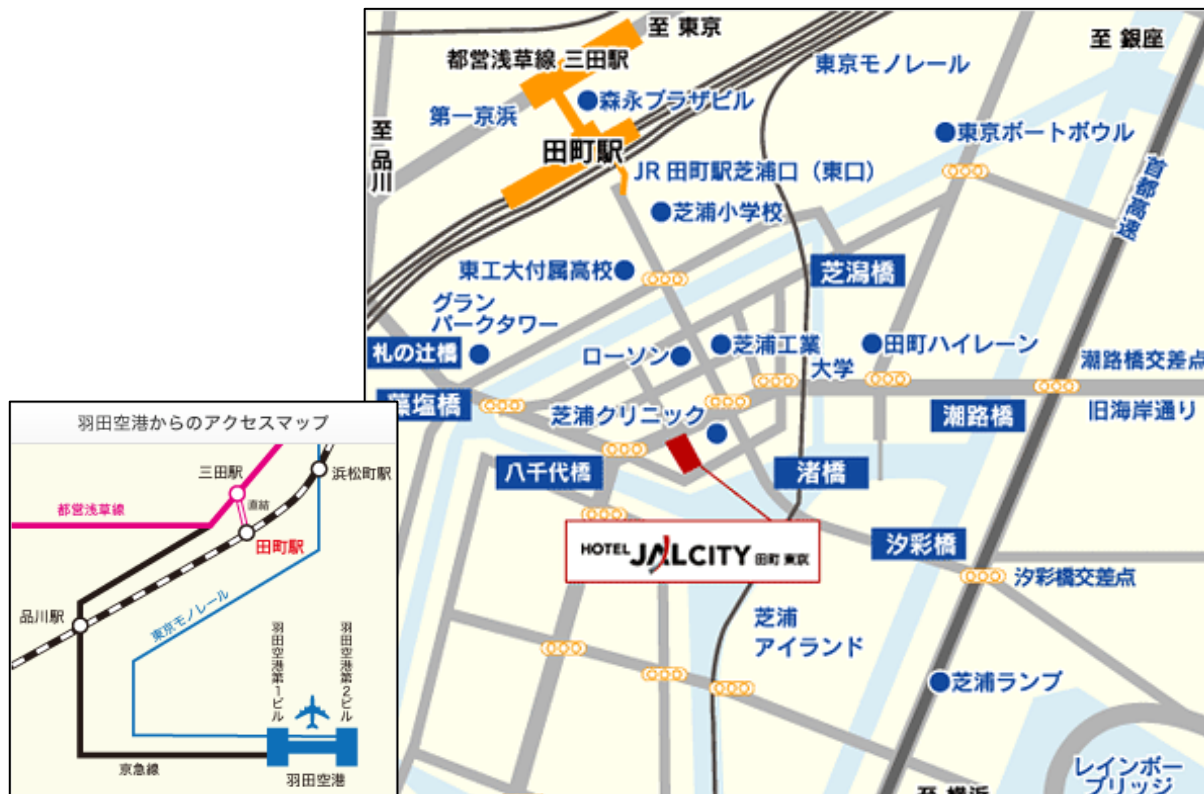 至 東京
都営浅草線 三田駅
森永プラザビル
第一京浜
至 品川
田町駅
JR 田町駅芝浦口（東口）
芝浦小学校
東京モノレール
至 銀座
東京ポートボウル
首都高速
東工大付属高校
芝潟橋
グラン
パークタワー
札の辻橋
ローソン
芝浦工業
大学
田町ハイレーン
潮路橋交差点
旧海岸通り
藻塩橋
芝浦クリニック
潮路橋
八千代橋
渚橋
HOTEL JALCITY 田町 東京
汐彩橋
汐彩橋交差点
芝浦
アイランド
芝浦ランプ
レインボー
ブリッジ
至 横浜
羽田空港からのアクセスマップ
三田駅
浜松町駅
都営浅草線
直結
田町駅
品川駅
東京モノレール
羽田空港第1ビル
羽田空港第2ビル
京急線
羽田空港